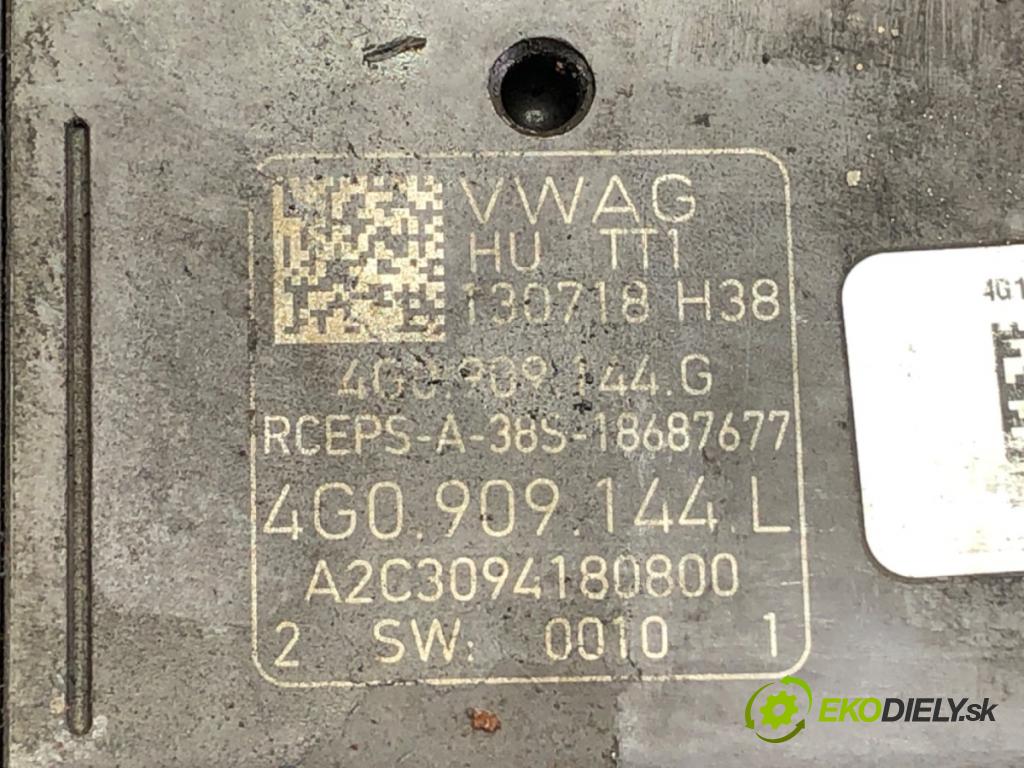 VWAG
HU TT1
130718 H38
4G0.909.144.G
RCEPS-A-38S-18687677
4G0.909.144.L
A2C3094180800
2 SW: 0010 1
4G1
EKODIELY.sk